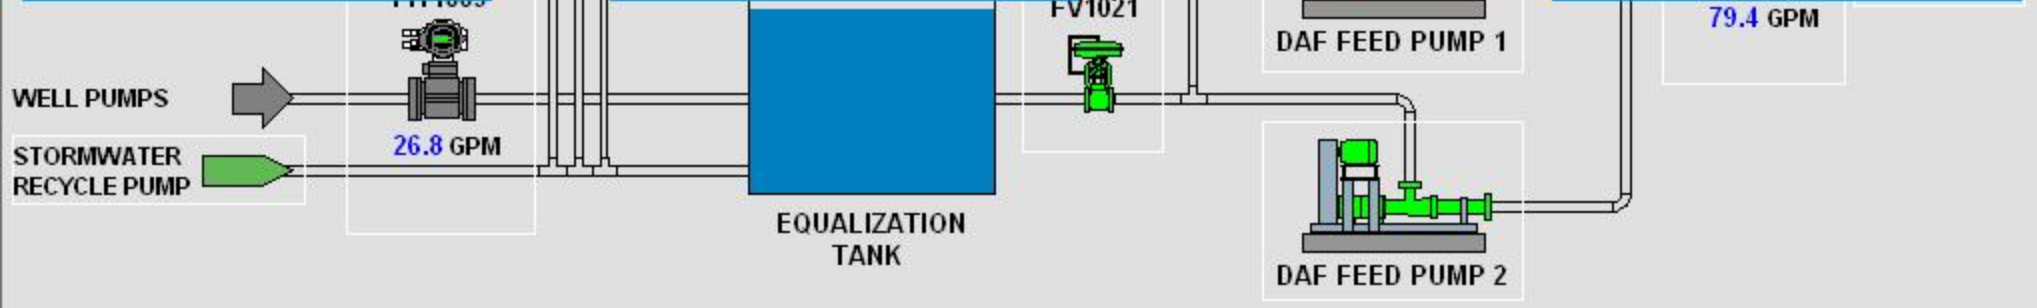 FV1021
79.4 GPM
DAF FEED PUMP 1
WELL PUMPS
26.8 GPM
STORMWATER
RECYCLE PUMP
EQUALIZATION
TANK
DAF FEED PUMP 2